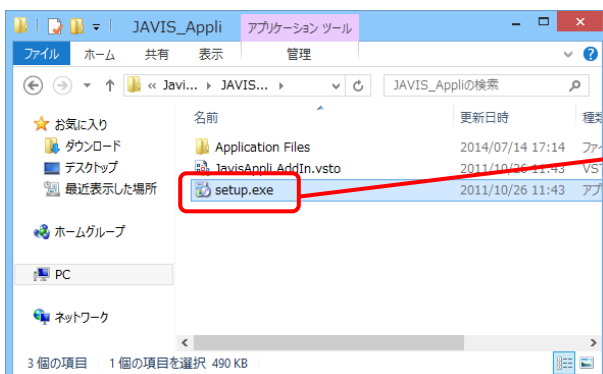 JAVIS_Appli アプリケーション ツール
ファイル ホーム 共有 表示 管理
« Javi... JAVIS... JAVIS_Appliの検索
名前 更新日時 種類
お気に入り
ダウンロード
デスクトップ
最近表示した場所
ホームグループ
PC
ネットワーク
Application Files 2014/07/14 17:14 ファ
JavisAppli.AddIn.vsto 2011/10/26 11:43 VST
setup.exe 2011/10/26 11:43 アプ
3 個の項目 1 個の項目を選択 490 KB